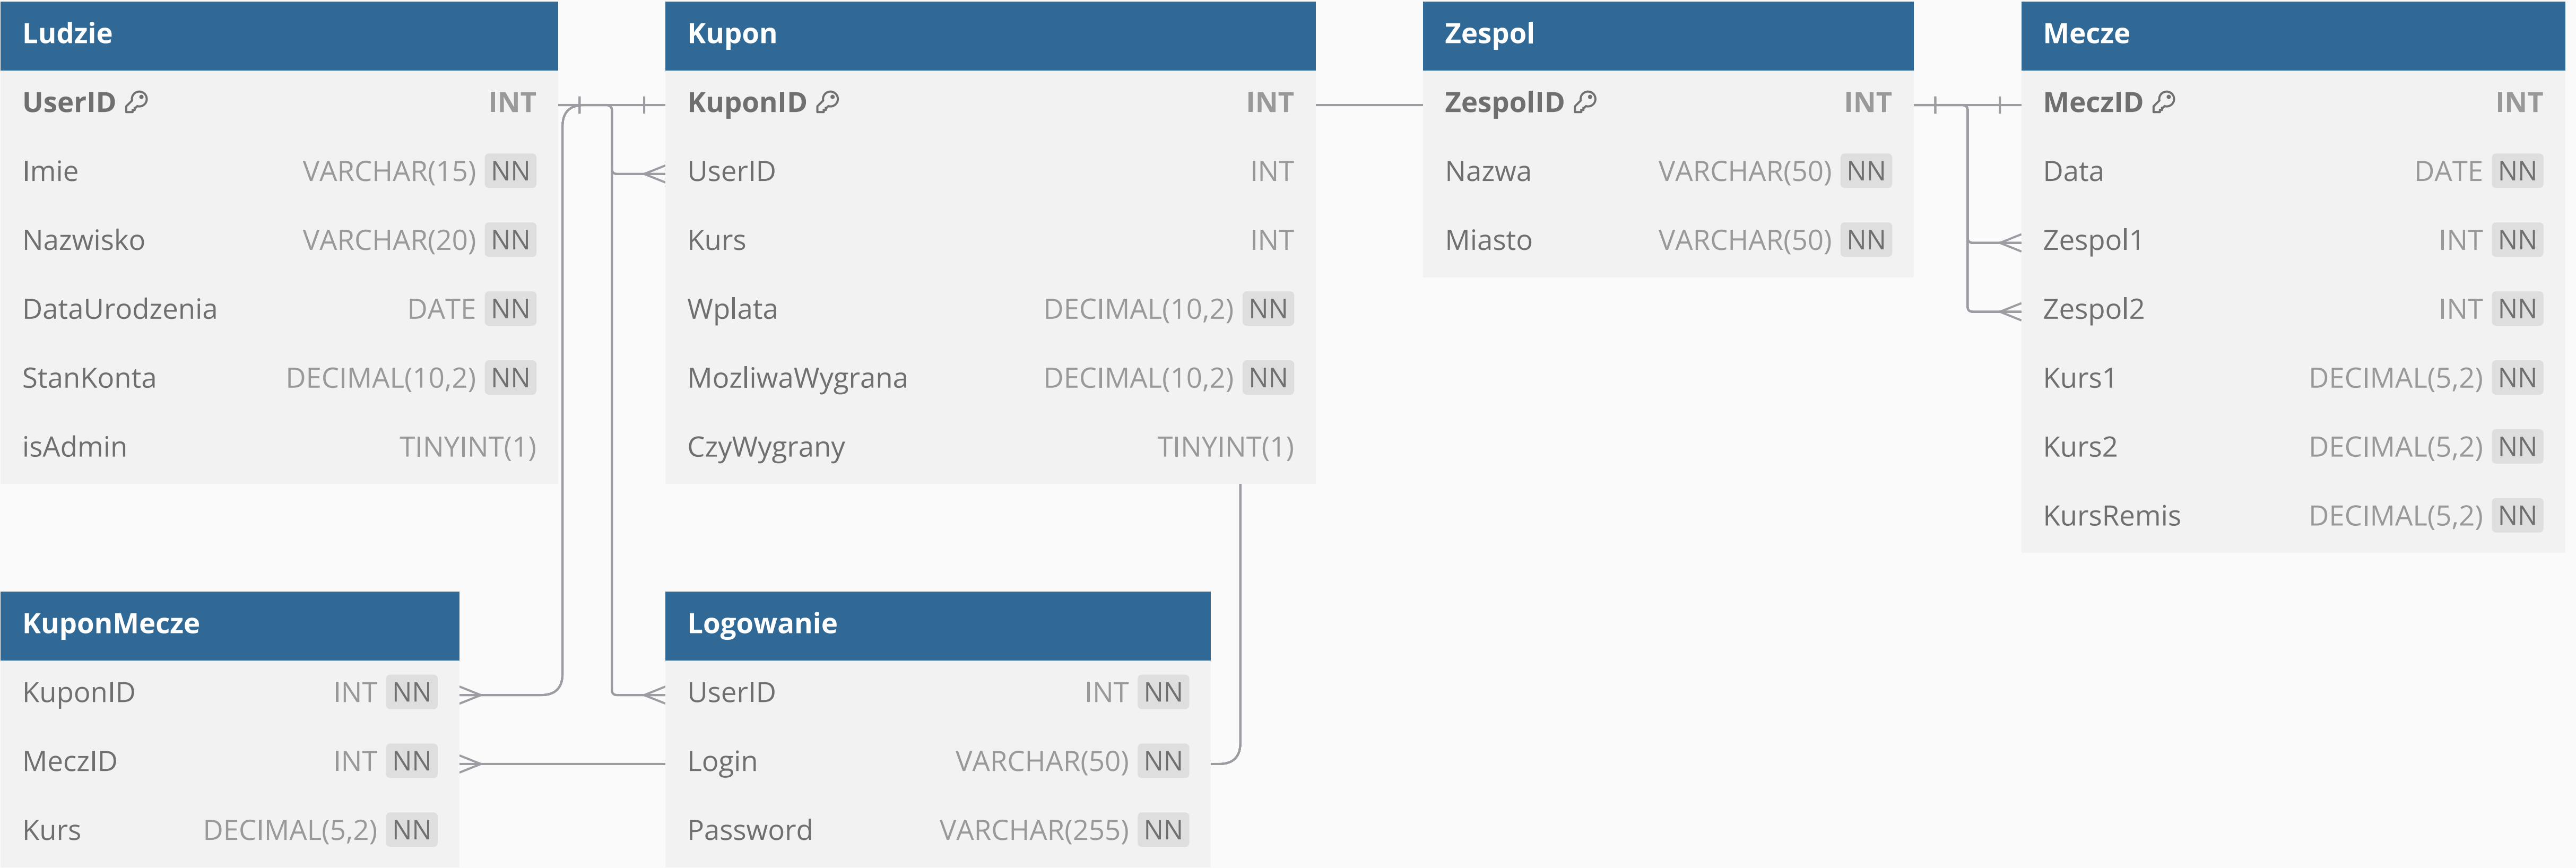 Ludzie
UserID INT
Imie VARCHAR(15) NN
Nazwisko VARCHAR(20) NN
DataUrodzenia DATE NN
StanKonta DECIMAL(10,2) NN
isAdmin TINYINT(1)
Kupon
KuponID INT
UserID INT
Kurs INT
Wplata DECIMAL(10,2) NN
MozliwaWygrana DECIMAL(10,2) NN
CzyWygrany TINYINT(1)
Zespol
ZespolID INT
Nazwa VARCHAR(50) NN
Miasto VARCHAR(50) NN
Mecze
MeczID INT
Data DATE NN
Zespol1 INT NN
Zespol2 INT NN
Kurs1 DECIMAL(5,2) NN
Kurs2 DECIMAL(5,2) NN
KursRemis DECIMAL(5,2) NN
KuponMecze
KuponID INT NN
MeczID INT NN
Kurs DECIMAL(5,2) NN
Logowanie
UserID INT NN
Login VARCHAR(50) NN
Password VARCHAR(255) NN